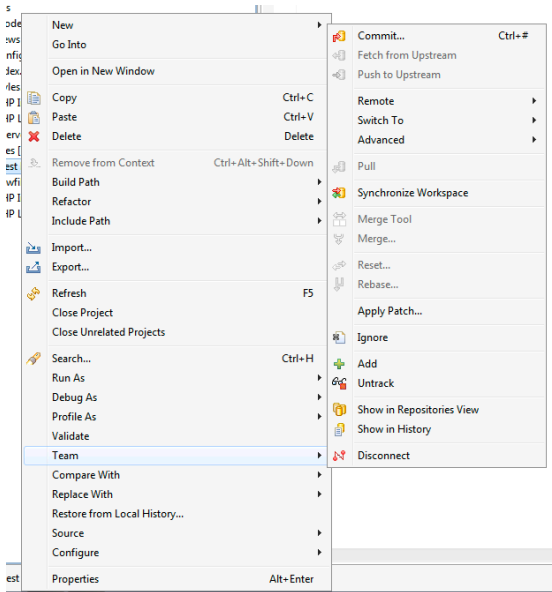 New
Go Into
Open in New Window
Copy Ctrl+C
Paste Ctrl+V
Delete Delete
Remove from Context Ctrl+Alt+Shift+Down
Build Path
Refactor
Include Path
Import...
Export...
Refresh F5
Close Project
Close Unrelated Projects
Search... Ctrl+H
Run As
Debug As
Profile As
Validate
Team
Compare With
Replace With
Restore from Local History...
Source
Configure
Properties Alt+Enter
Commit... Ctrl+#
Fetch from Upstream
Push to Upstream
Remote
Switch To
Advanced
Pull
Synchronize Workspace
Merge Tool
Merge...
Reset...
Rebase...
Apply Patch...
Ignore
Add
Untrack
Show in Repositories View
Show in History
Disconnect